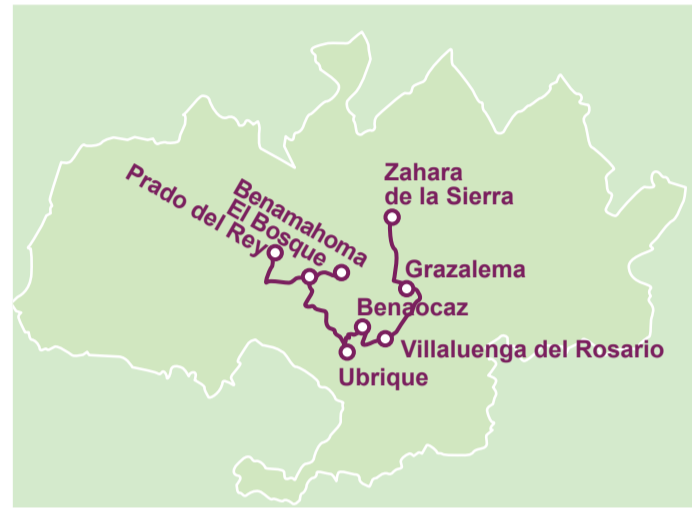 Zahara
de la Sierra
Prado del Rey
El Bosque
Benamahoma
Grazalema
Benaocaz
Villaluenga del Rosario
Ubrique